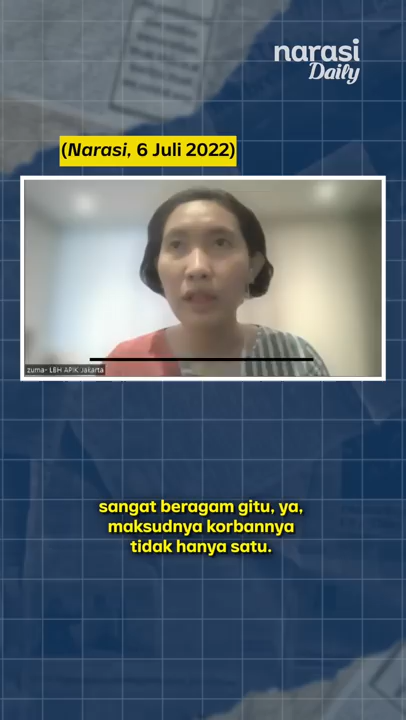 narasi
Daily
(Narasi, 6 Juli 2022)
zuma- LBH APIK Jakarta
sangat beragam gitu, ya,
maksudnya korbannya
tidak hanya satu.